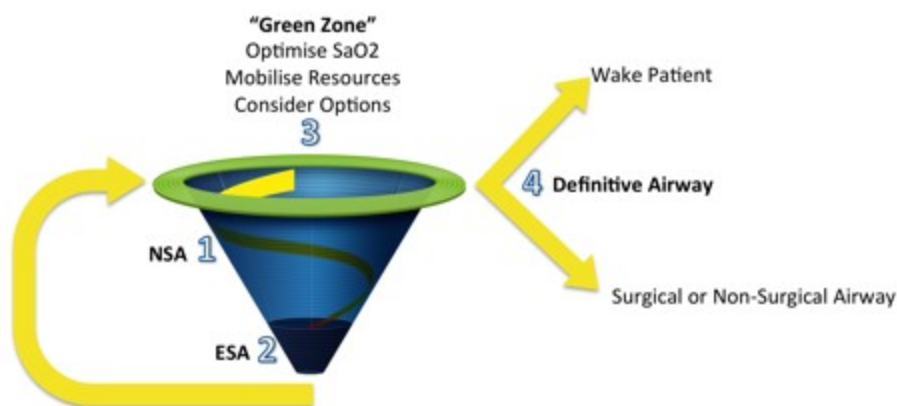 “Green Zone”
Optimise SaO2
Mobilise Resources
Consider Options
3
Wake Patient
4 Definitive Airway
NSA 1
Surgical or Non-Surgical Airway
ESA 2